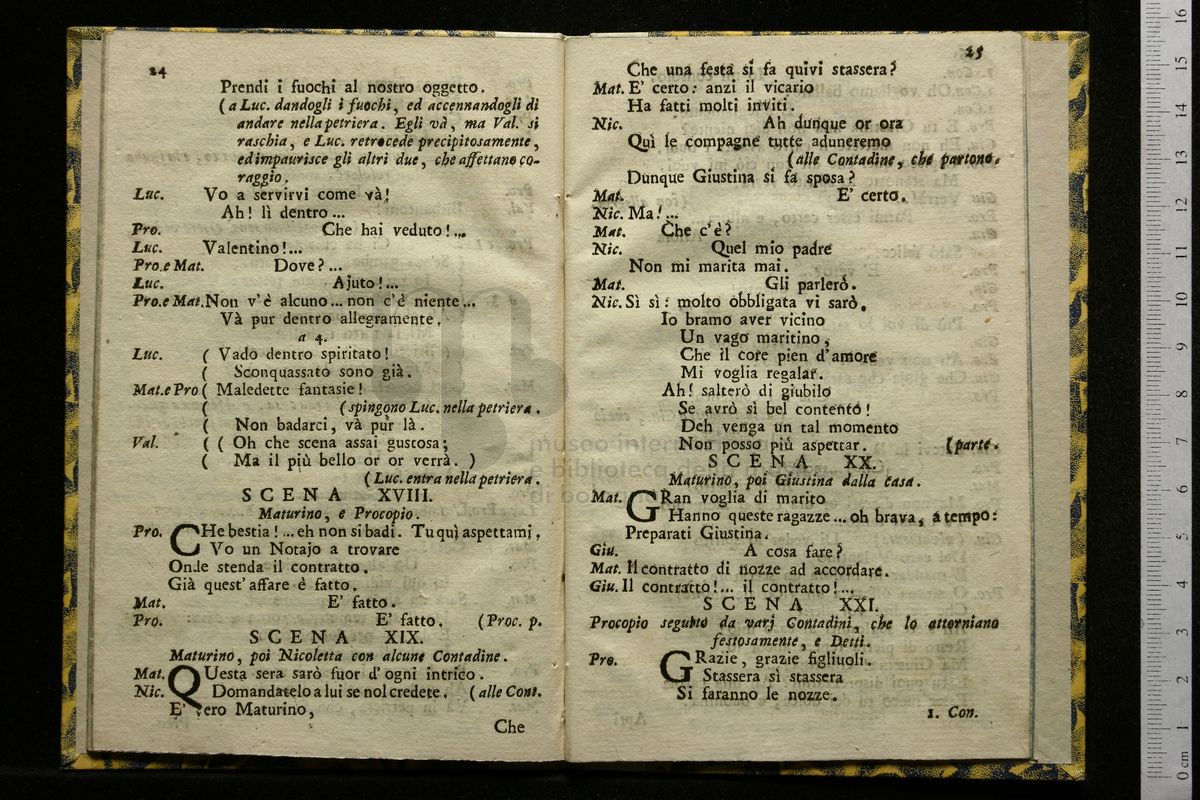 24
Prendi i fuochi al nostro oggetto.
(a Luc. dandogli i fuochi, ed accennandogli di
andare nella petriera. Egli và, ma Val. si
raschia, e Luc. retrocede precipitosamente,
ed impaurisce gli altri due, che affettano co-
raggio.
Luc. Vo a servirvi come và!
Ah! lì dentro ...
Pro. Che hai veduto! ...
Luc. Valentino! ...
Pro. e Mat. Dove? ...
Luc. Ajuto! ...
Pro. e Mat. Non v'è alcuno ... non c'è niente ...
Và pur dentro allegramente.
a 4.
Luc. ( Vado dentro spiritato!
( Sconquassato sono già.
Mat. e Pro ( Maledette fantasie!
( (spingono Luc. nella petriera.
( Non badarci, và pur là.
Val. ( ( Oh che scena assai gustosa;
( Ma il più bello or or verrà. )
(Luc. entra nella petriera.
SCENA XVIII.
Maturino, e Procopio.
Pro. CHe bestia! ... eh non si badi. Tu quì aspettami,
Vo un Notajo a trovare
Onde stenda il contratto.
Già quest' affare è fatto.
Mat. E' fatto.
Pro. E' fatto. (Proc. p.
SCENA XIX.
Maturino, poi Nicoletta con alcune Contadine.
Mat. QUesta sera sarò fuor d' ogni intrico.
Nic. Domandatelo a lui se nol credete. (alle Cont.
E' vero Maturino,
Che
25
Che una festa si fa quivi stassera?
Mat. E' certo: anzi il vicario
Ha fatti molti inviti.
Nic. Ah dunque or ora
Quì le compagne tutte aduneremo
(alle Contadine, che partono.
Dunque Giustina si fa sposa?
Mat. E' certo.
Nic. Ma! ...
Mat. Che c'è?
Nic. Quel mio padre
Non mi marita mai.
Mat. Gli parlerò.
Nic. Sì sì: molto obbligata vi sarò.
Io bramo aver vicino
Un vago maritino,
Che il core pien d'amore
Mi voglia regalar.
Ah! salterò di giubilo
Se avrò sì bel contento!
Deh venga un tal momento
Non posso più aspettar. (parte.
SCENA XX.
Maturino, poi Giustina dalla casa.
Mat. GRan voglia di marito
Hanno queste ragazze ... oh brava, a tempo:
Preparati Giustina.
Giu. A cosa fare?
Mat. Il contratto di nozze ad accordare.
Giu. Il contratto! ... il contratto! ...
SCENA XXI.
Procopio seguìto da varj Contadini, che lo attorniano
festosamente, e Detti.
Pro. GRazie, grazie figliuoli.
Stassera sì stassera
Si faranno le nozze.
1. Con.